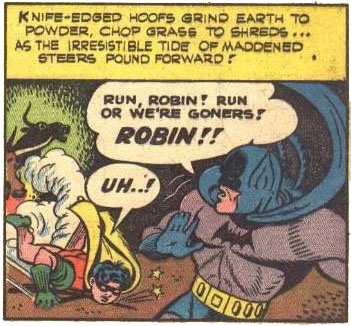 KNIFE-EDGED HOOFS GRIND EARTH TO
POWDER, CHOP GRASS TO SHREDS...
AS THE IRRESISTIBLE TIDE OF MADDENED
STEERS POUND FORWARD!
RUN, ROBIN! RUN
OR WE'RE GONERS!
ROBIN!!
UH..!